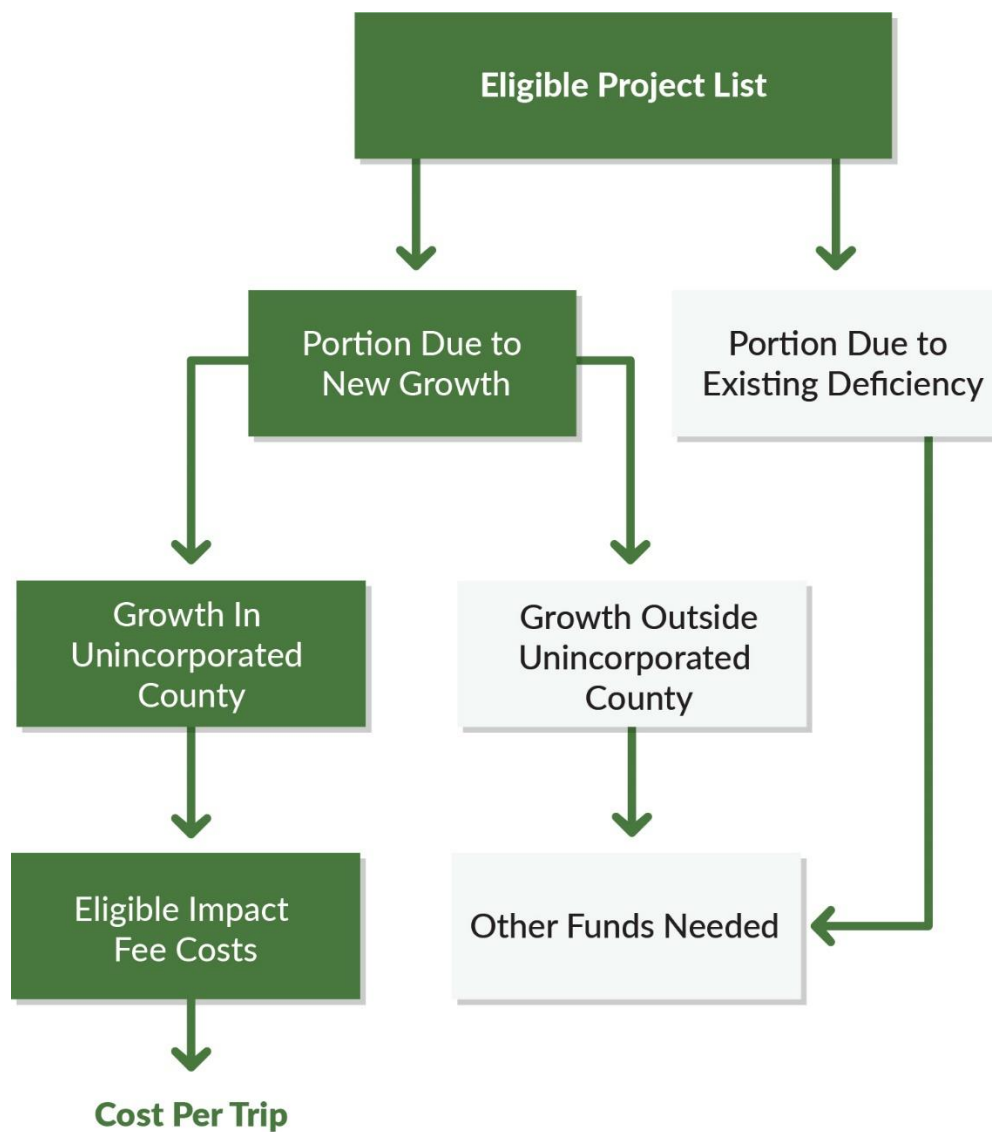 Eligible Project List
Portion Due to
New Growth
Portion Due to
Existing Deficiency
Growth In
Unincorporated
County
Growth Outside
Unincorporated
County
Eligible Impact
Fee Costs
Other Funds Needed
Cost Per Trip